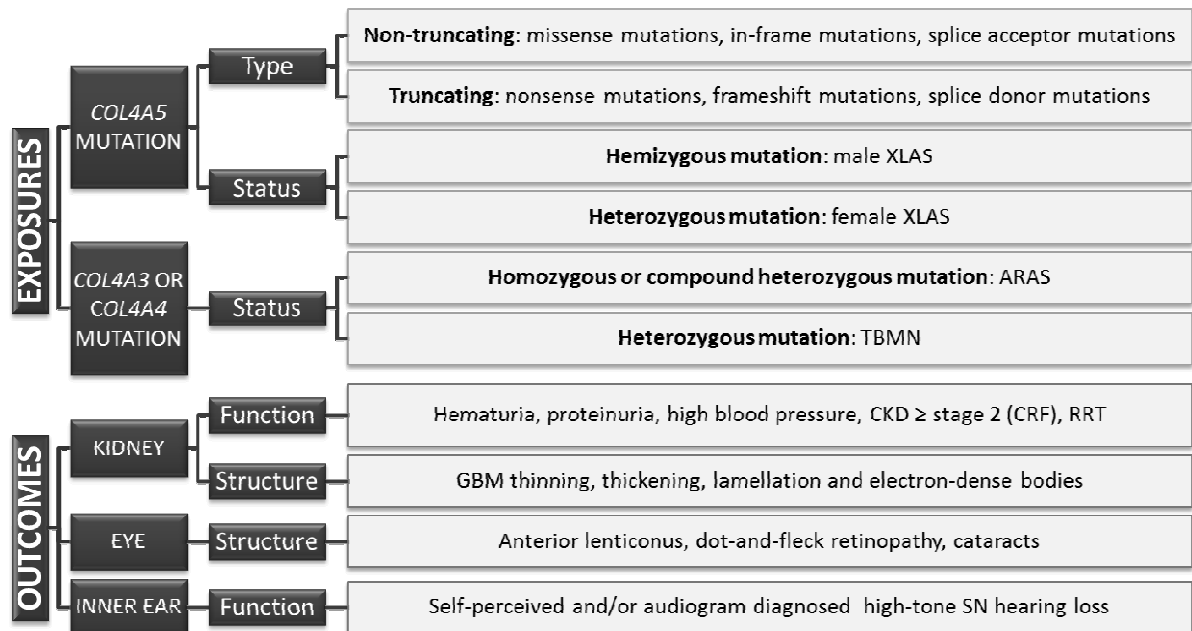 EXPOSURES
COL4A5
MUTATION
Type
Non-truncating: missense mutations, in-frame mutations, splice acceptor mutations
Truncating: nonsense mutations, frameshift mutations, splice donor mutations
Status
Hemizygous mutation: male XLAS
Heterozygous mutation: female XLAS
COL4A3 OR
COL4A4
MUTATION
Status
Homozygous or compound heterozygous mutation: ARAS
Heterozygous mutation: TBMN
OUTCOMES
KIDNEY
Function
Hematuria, proteinuria, high blood pressure, CKD ≥ stage 2 (CRF), RRT
Structure
GBM thinning, thickening, lamellation and electron-dense bodies
EYE
Structure
Anterior lenticonus, dot-and-fleck retinopathy, cataracts
INNER EAR
Function
Self-perceived and/or audiogram diagnosed high-tone SN hearing loss